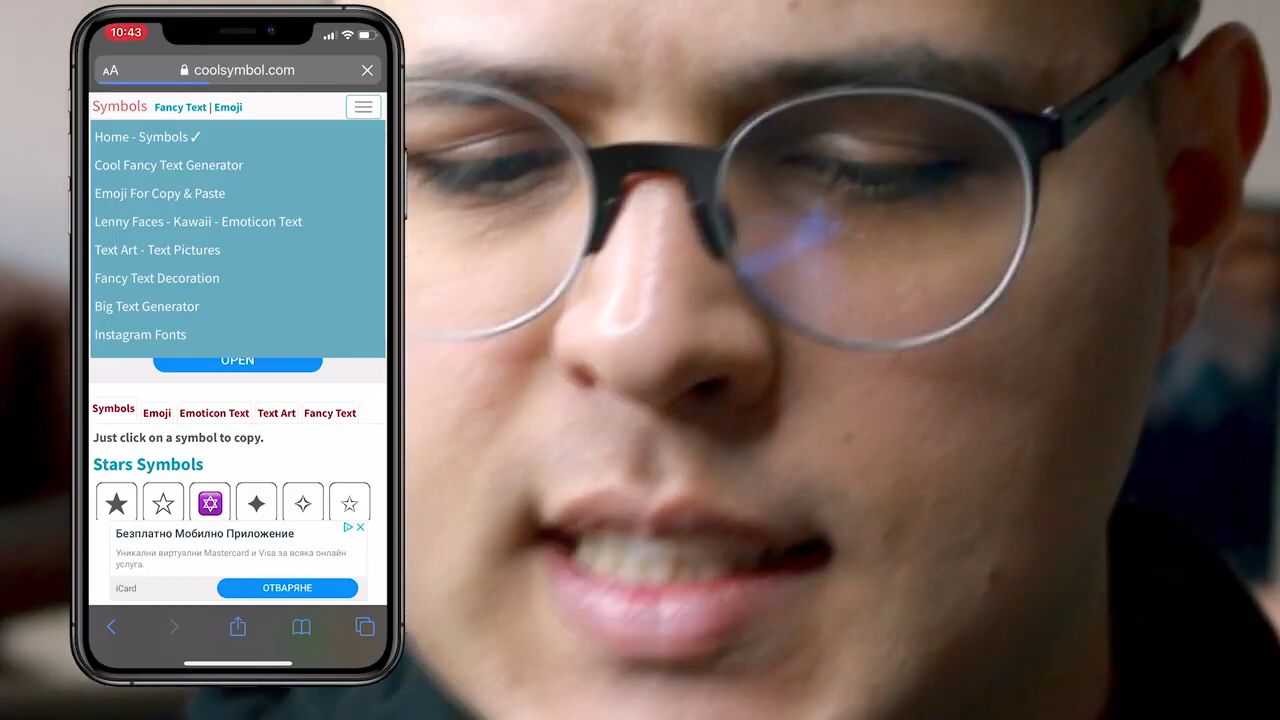 10:43
AA coolsymbol.com
Symbols Fancy Text | Emoji
Home - Symbols ✓
Cool Fancy Text Generator
Emoji For Copy & Paste
Lenny Faces - Kawaii - Emoticon Text
Text Art - Text Pictures
Fancy Text Decoration
Big Text Generator
Instagram Fonts
OPEN
Symbols Emoji Emoticon Text Text Art Fancy Text
Just click on a symbol to copy.
Stars Symbols
Безплатно Мобилно Приложение
Уникални виртуални Mastercard и Visa за всяка онлайн
услуга.
iCard ОТВАРЯНЕ